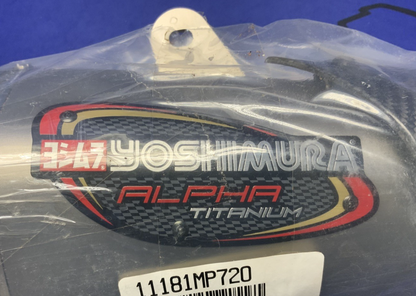 ヨシムラ YOSHIMURA
ALPHA
TITANIUM
11181MP720